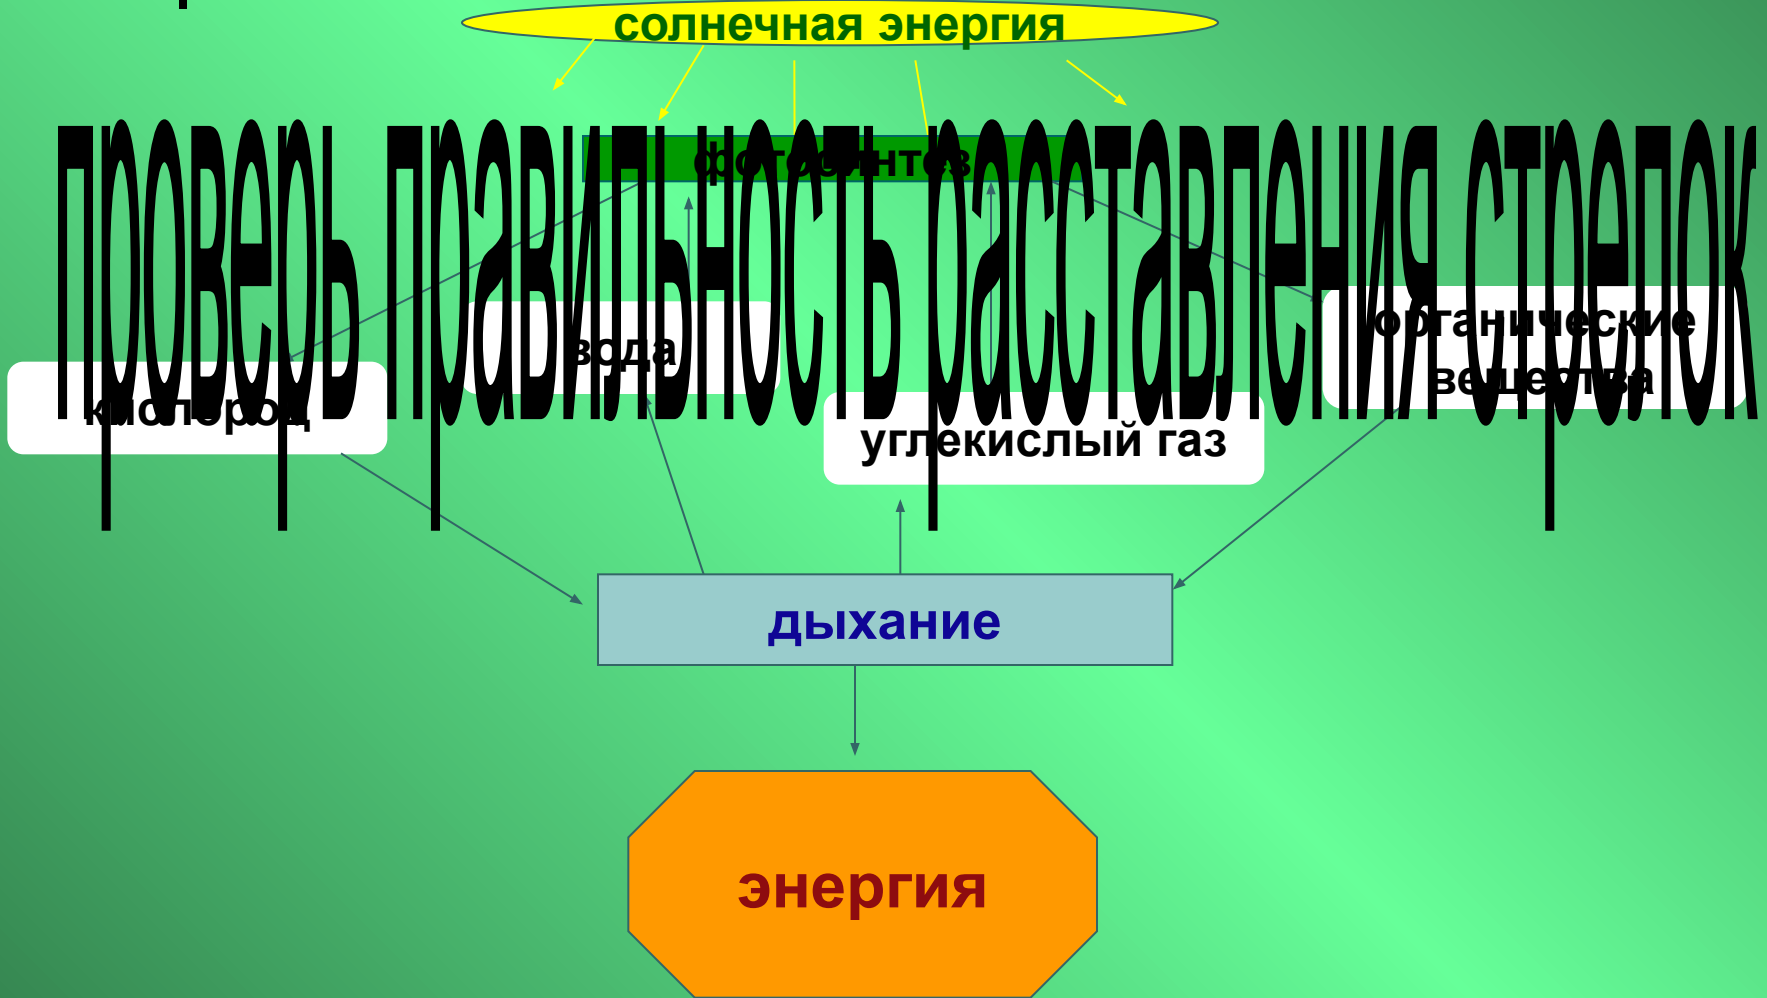 солнечная энергия
проверь правильность расставления стрелок
фотосинтез
органические
вещества
вода
кислород
углекислый газ
дыхание
энергия